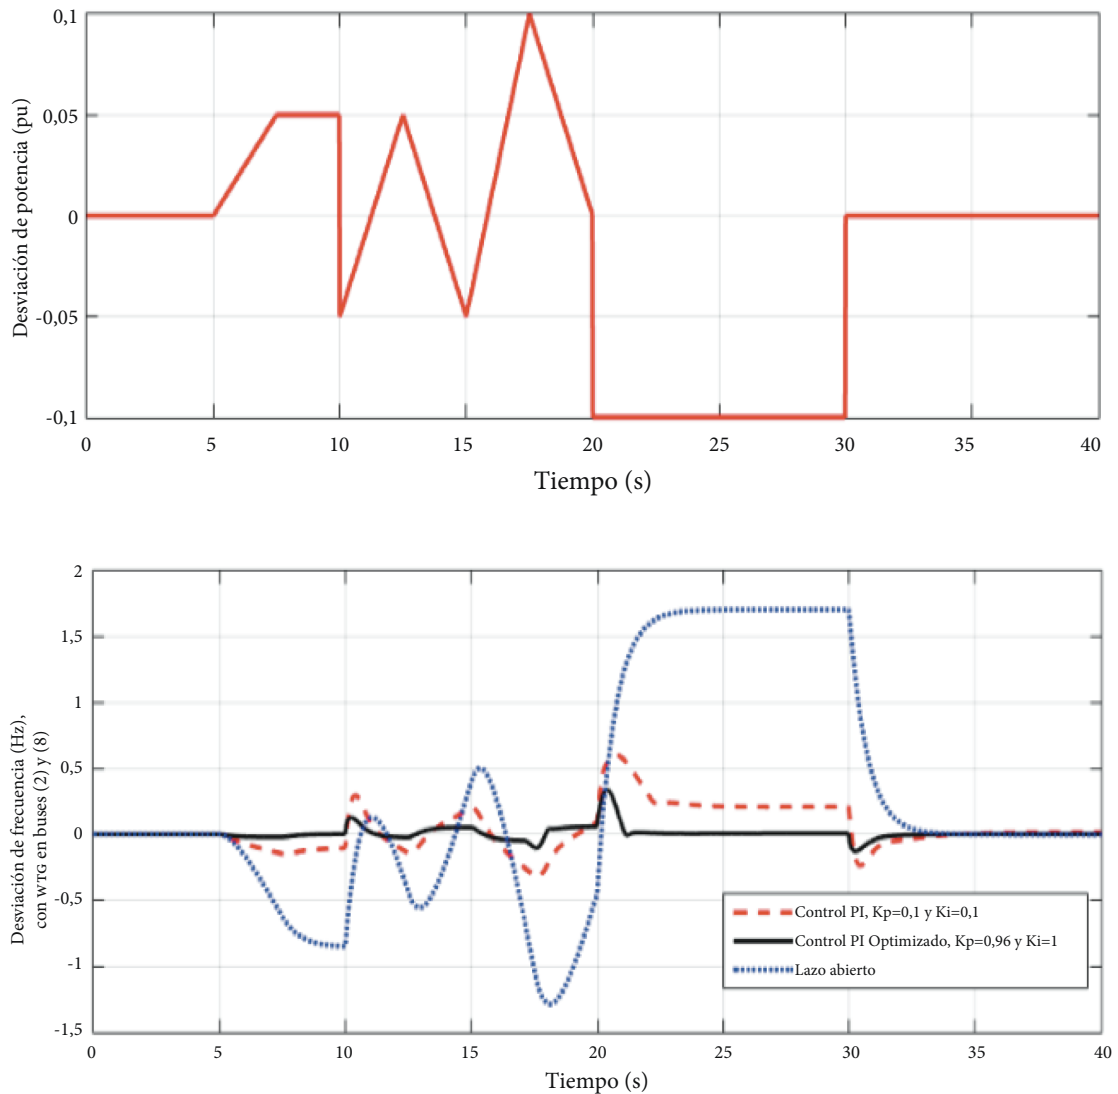 0,1
0,05
0
-0,05
-0,1
Desviación de potencia (pu)
0 5 10 15 20 25 30 35 40
Tiempo (s)
2
1,5
1
0,5
0
-0,5
-1
-1,5
Desviación de frecuencia (Hz),
con WTG en buses (2) y (8)
Control PI, Kp=0,1 y Ki=0,1
Control PI Optimizado, Kp=0,96 y Ki=1
Lazo abierto
0 5 10 15 20 25 30 35 40
Tiempo (s)